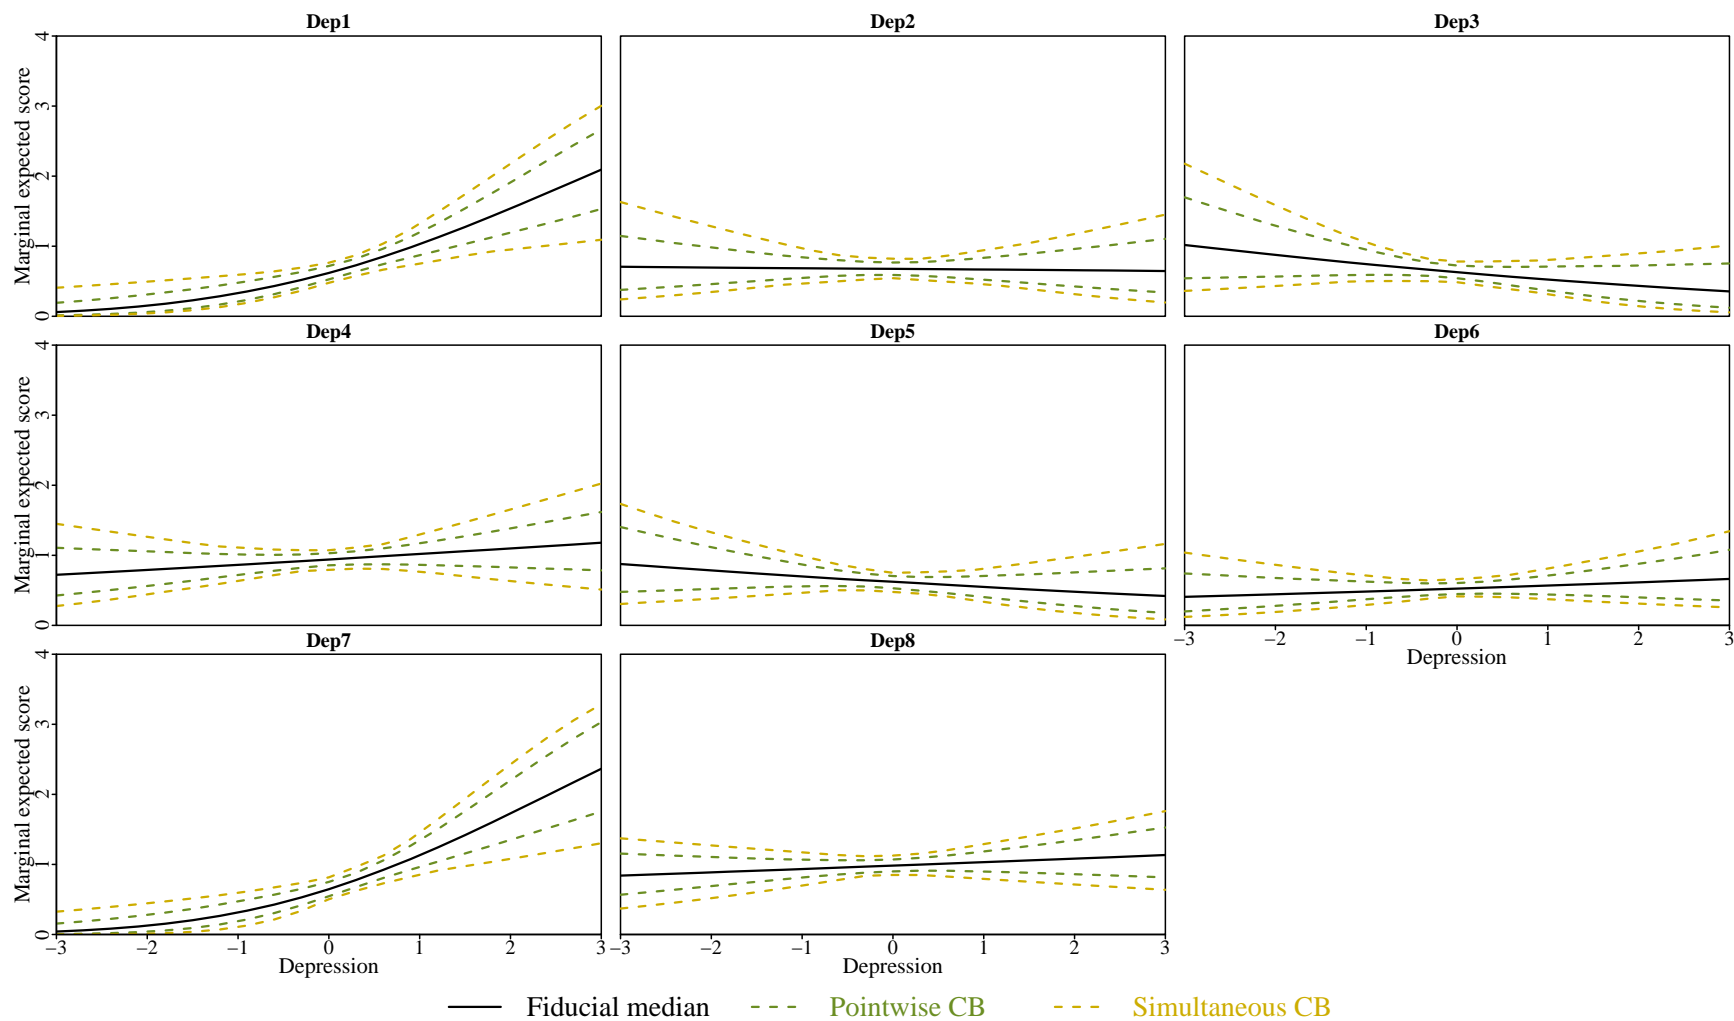 Dep1 Dep2 Dep3
Marginal expected score
0 1 2 3 4
Dep4 Dep5 Dep6
Marginal expected score
0 1 2 3 4
−3 −2 −1 0 1 2 3
Depression
Dep7 Dep8
Marginal expected score
0 1 2 3 4
−3 −2 −1 0 1 2 3 −3 −2 −1 0 1 2 3
Depression Depression
Fiducial median Pointwise CB Simultaneous CB